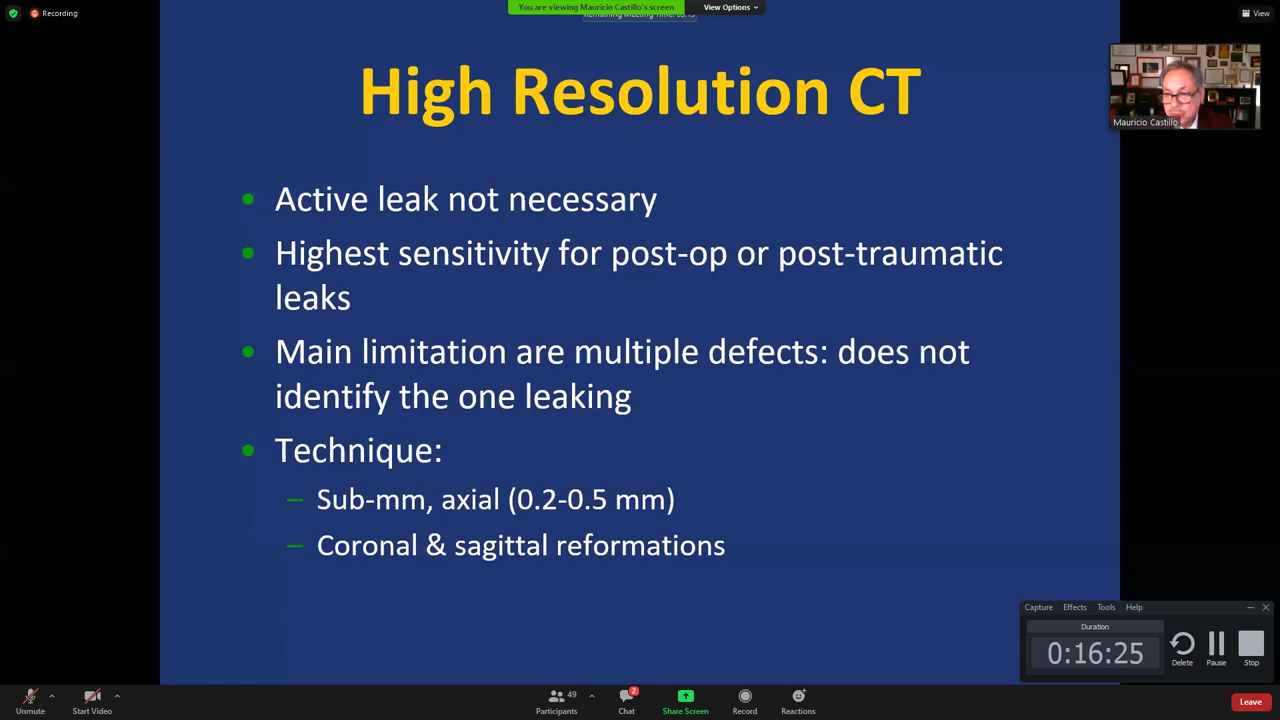 Recording
You are viewing Mauricio Castillo's screen
View Options
View
Remaining Meeting Time:
High Resolution CT
Mauricio Castillo
Active leak not necessary
Highest sensitivity for post-op or post-traumatic
leaks
Main limitation are multiple defects: does not
identify the one leaking
Technique:
– Sub-mm, axial (0.2-0.5 mm)
– Coronal & sagittal reformations
Capture Effects Tools Help
Duration
0:16:25
Delete Pause Stop
Unmute
Start Video
49
Participants
2
Chat
Share Screen
Record
Reactions
Leave